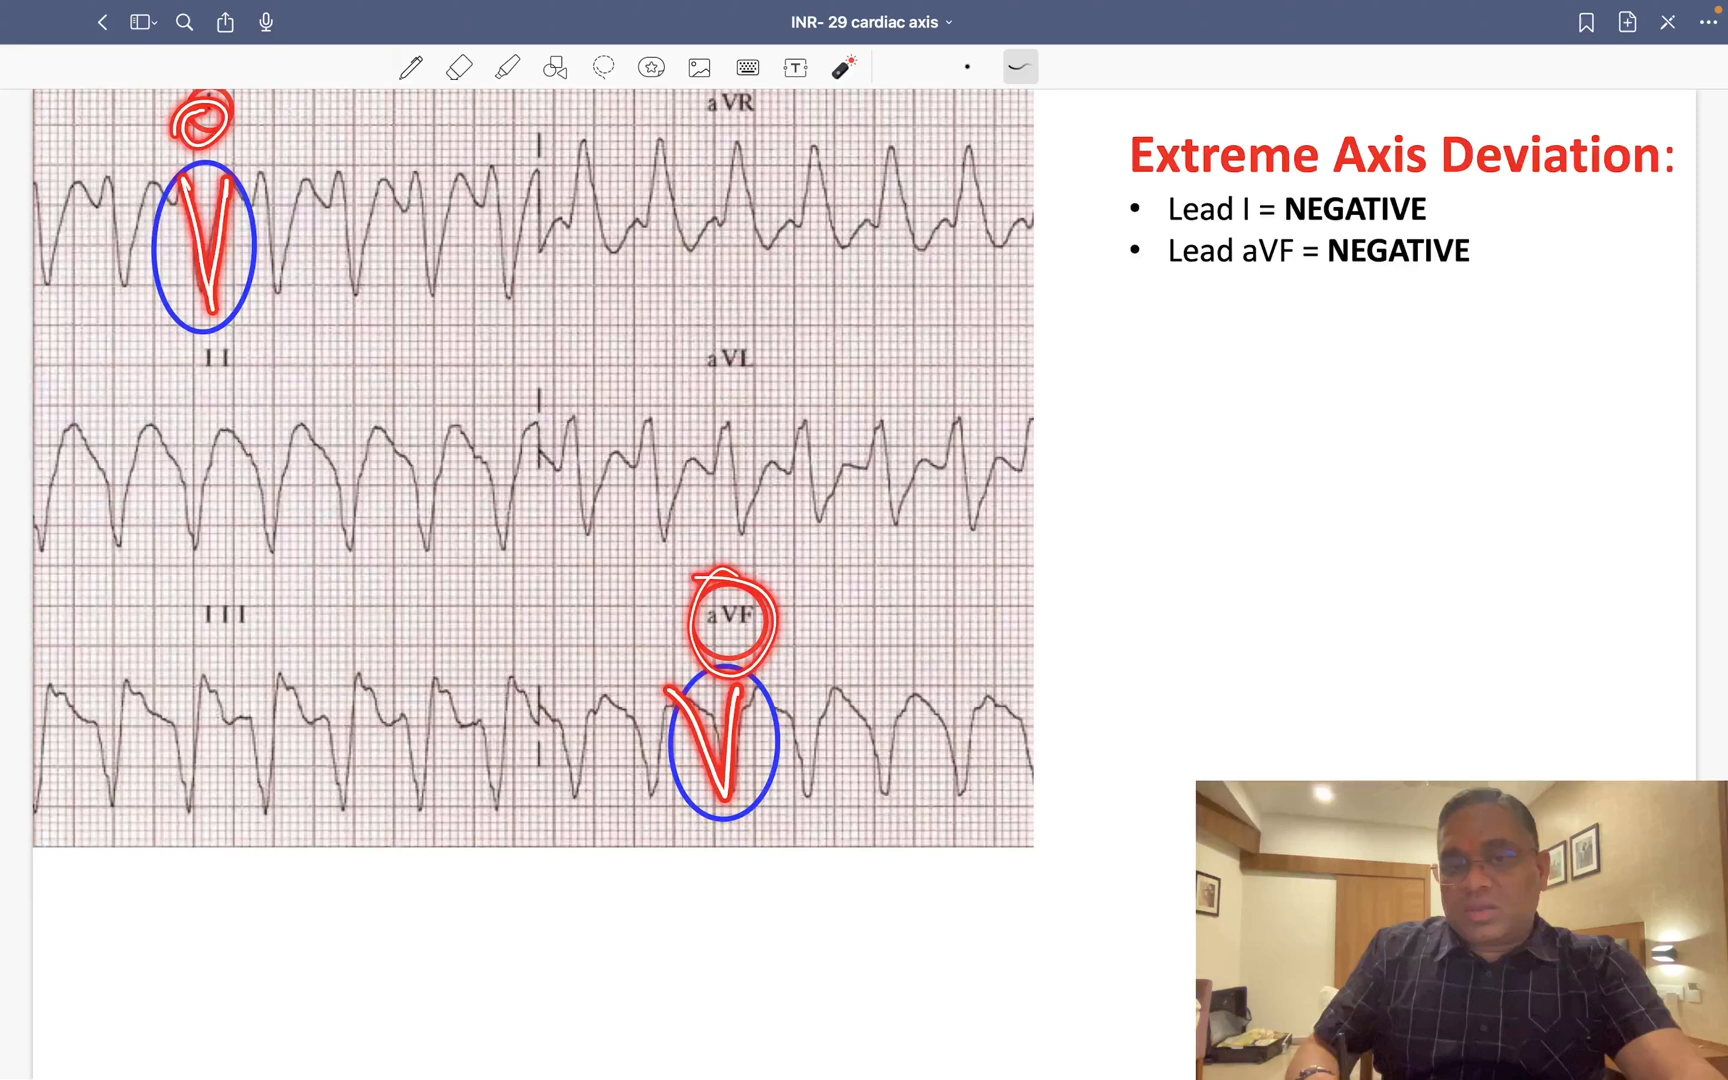 INR- 29 cardiac axis
aVR
Extreme Axis Deviation:
• Lead I = NEGATIVE
• Lead aVF = NEGATIVE
II
aVL
III
aVF